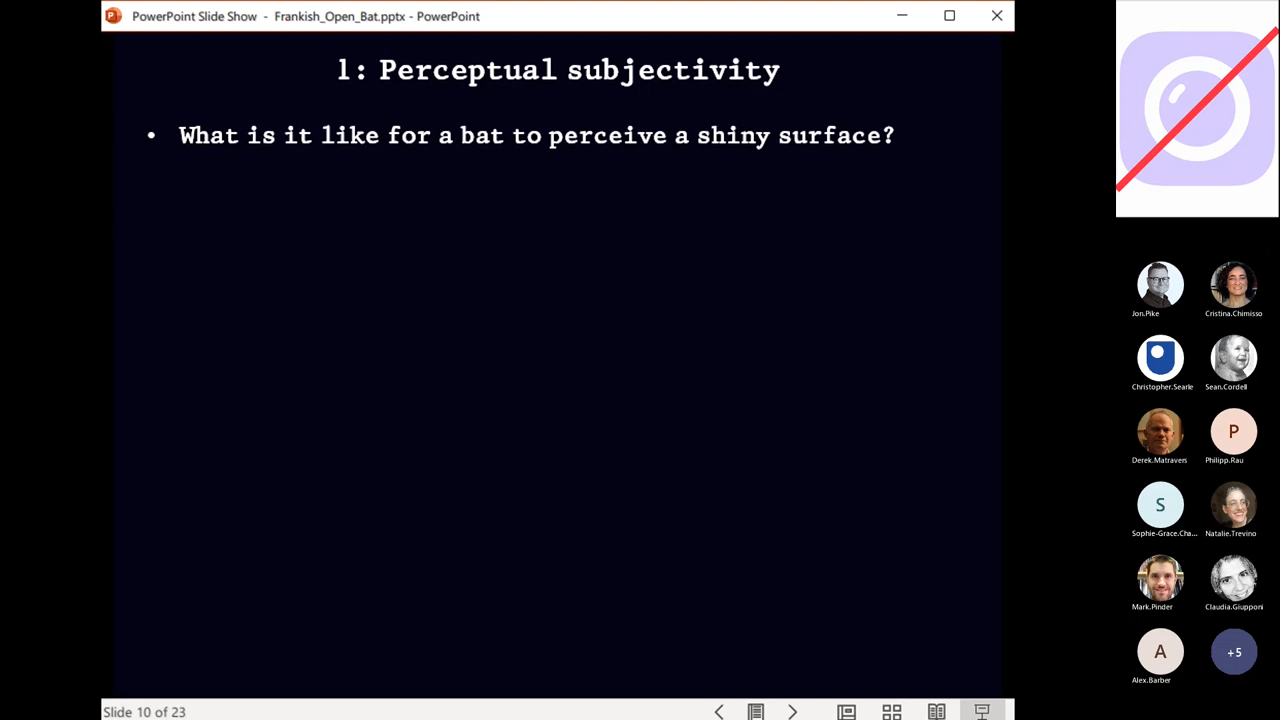 PowerPoint Slide Show - Frankish_Open_Bat.pptx - PowerPoint
1: Perceptual subjectivity
• What is it like for a bat to perceive a shiny surface?
Jon.Pike
Cristina.Chimisso
Christopher.Searle
Sean.Cordell
Derek.Matravers
P
Philipp.Rau
S
Sophie-Grace.Cha...
Natalie.Trevino
Mark.Pinder
Claudia.Giupponi
A
Alex.Barber
+5
Slide 10 of 23